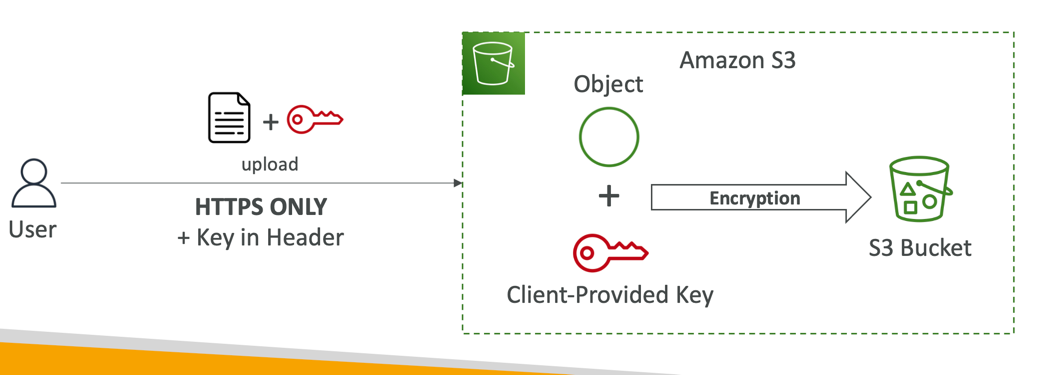 Amazon S3
Object
+
upload
User
HTTPS ONLY
+ Key in Header
+
Encryption
S3 Bucket
Client-Provided Key